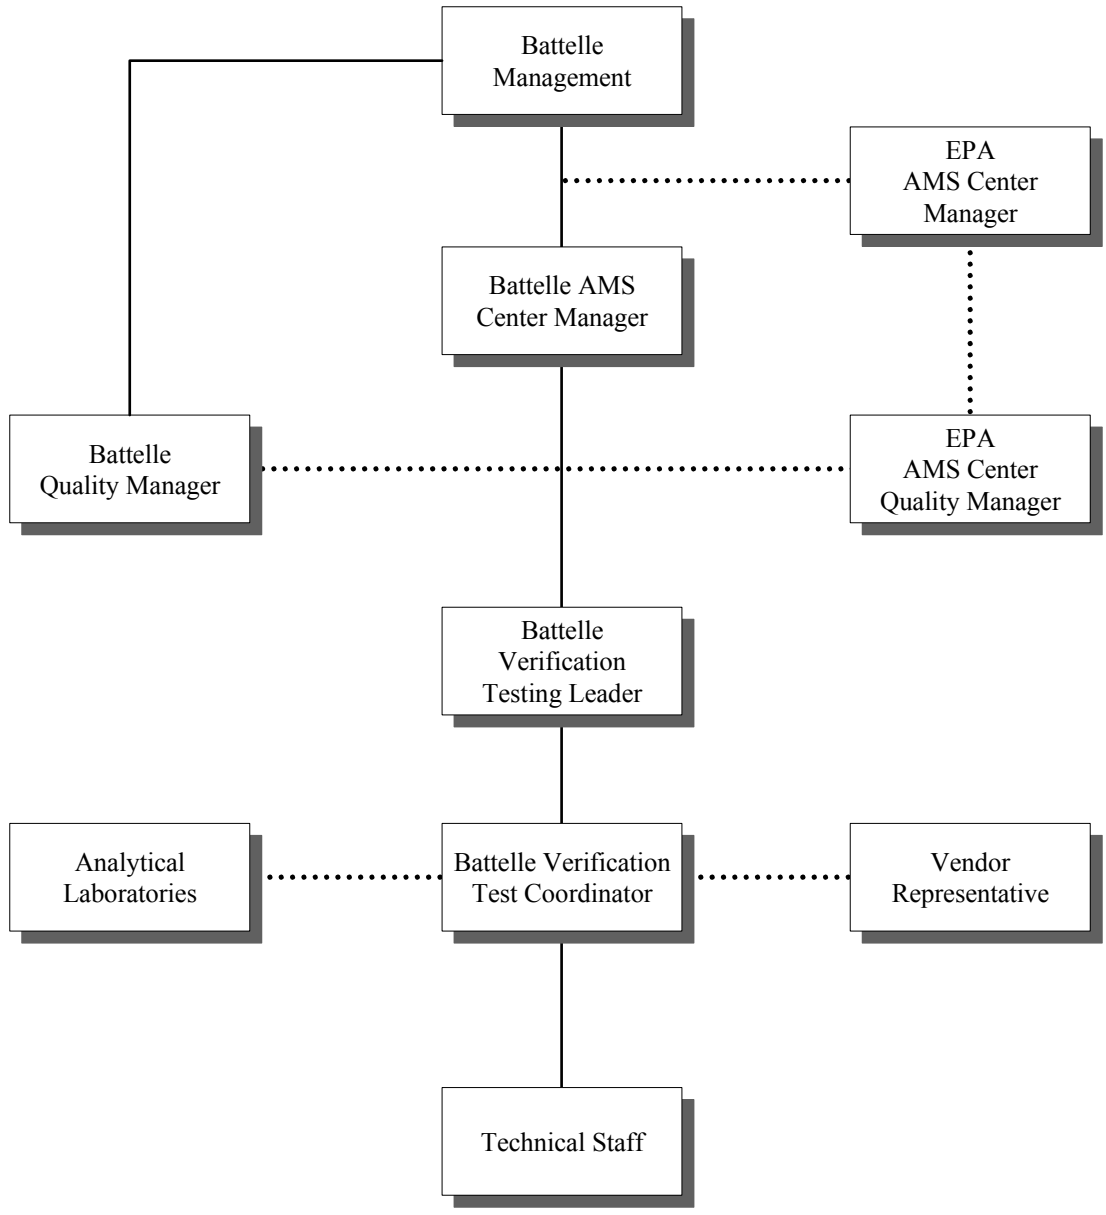 Battelle
Management
EPA
AMS Center
Manager
Battelle AMS
Center Manager
Battelle
Quality Manager
EPA
AMS Center
Quality Manager
Battelle
Verification
Testing Leader
Analytical
Laboratories
Battelle Verification
Test Coordinator
Vendor
Representative
Technical Staff